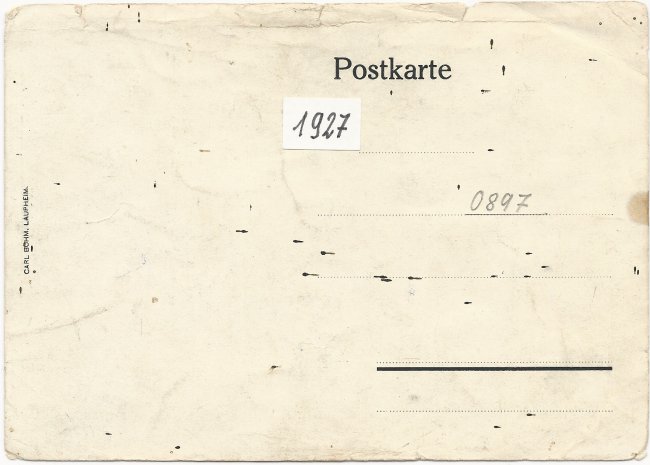 Postkarte
1927
0897
CARL BÖHM, LAUPHEIM.